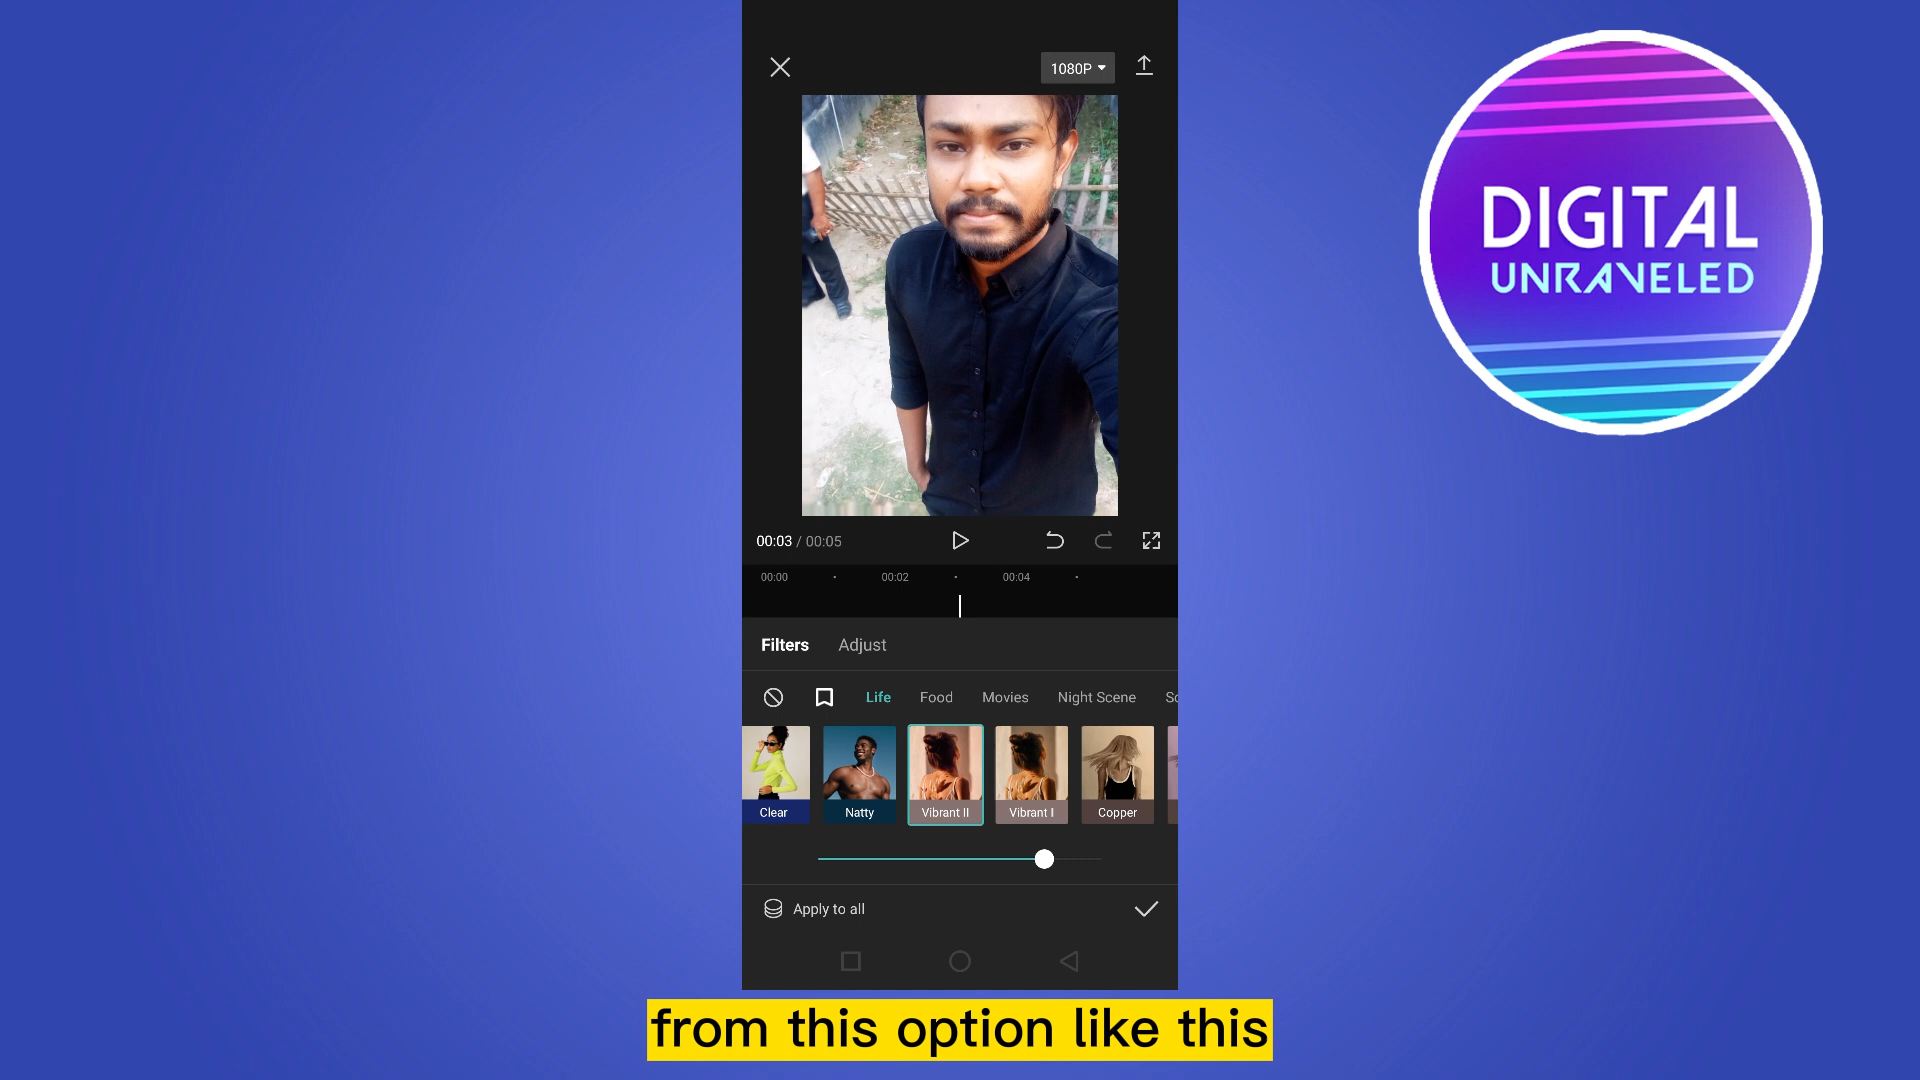 1080P
DIGITAL
UNRAVELED
00:03 / 00:05
00:00 00:02 00:04
Filters Adjust
Life Food Movies Night Scene
Clear Natty Vibrant II Vibrant I Copper
Apply to all
from this option like this